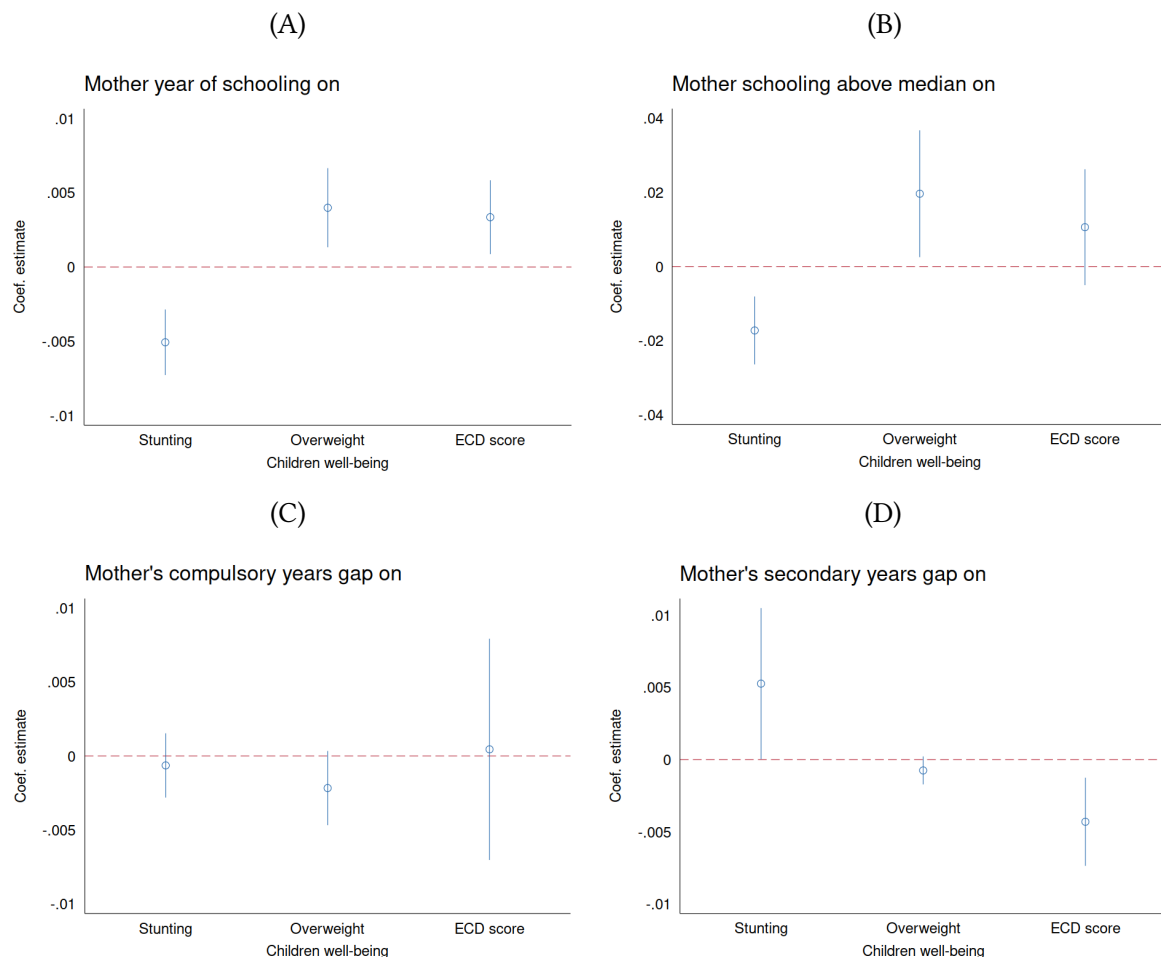 (A)
Mother year of schooling on
.01
.005
0
-.005
-.01
Coef. estimate
Stunting
Overweight
ECD score
Children well-being
(B)
Mother schooling above median on
.04
.02
0
-.02
-.04
Coef. estimate
Stunting
Overweight
ECD score
Children well-being
(C)
Mother's compulsory years gap on
.01
.005
0
-.005
-.01
Coef. estimate
Stunting
Overweight
ECD score
Children well-being
(D)
Mother's secondary years gap on
.01
.005
0
-.005
-.01
Coef. estimate
Stunting
Overweight
ECD score
Children well-being